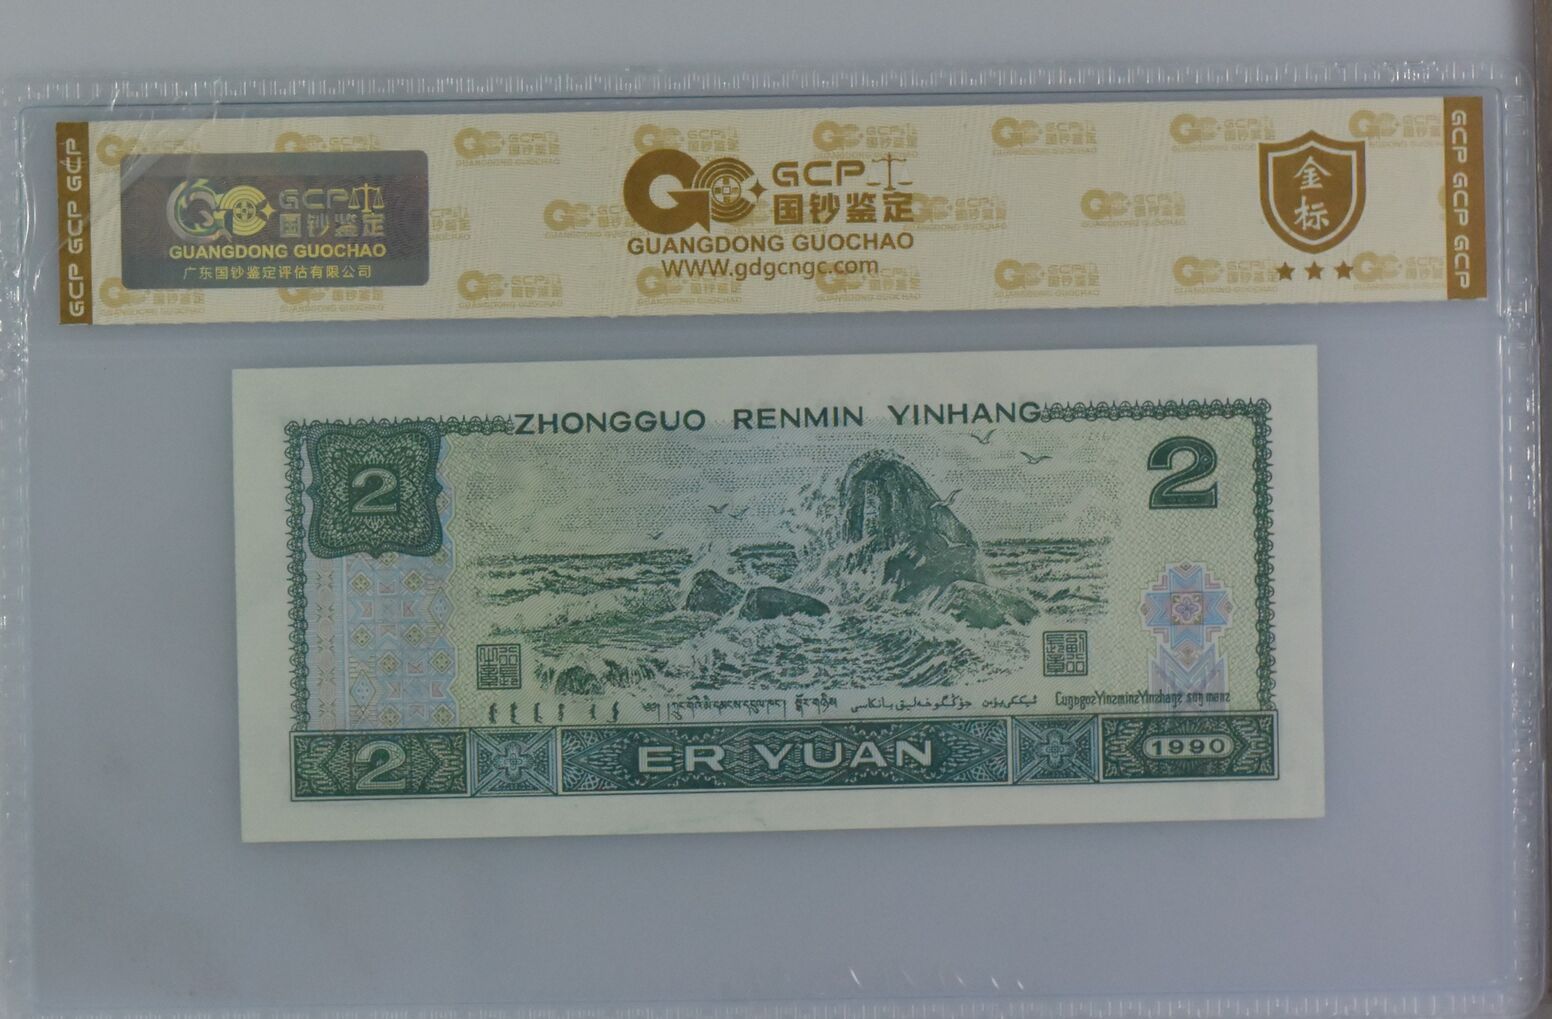 GCP 国钞鉴定
GUANGDONG GUOCHAO
广东国钞鉴定评估有限公司
GCP 国钞鉴定
GUANGDONG GUOCHAO
WWW.gdgcngc.com
金标
GCP GCP GCP
GCP GCP GCP
ZHONGGUO RENMIN YINHANG
2
2
2
ER YUAN
1990